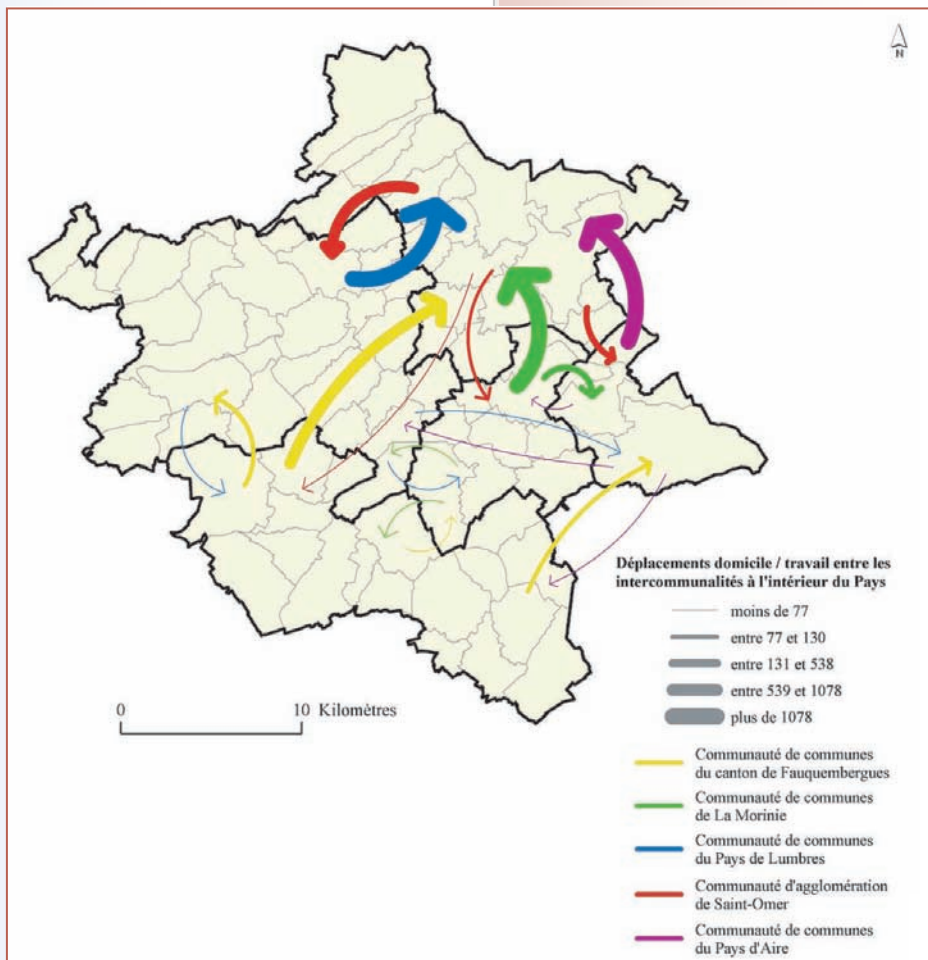 N
Déplacements domicile / travail entre les
intercommunalités à l'intérieur du Pays
moins de 77
entre 77 et 130
entre 131 et 538
entre 539 et 1078
plus de 1078
0 10 Kilomètres
Communauté de communes
du canton de Fauquembergues
Communauté de communes
de La Morinie
Communauté de communes
du Pays de Lumbres
Communauté d'agglomération
de Saint-Omer
Communauté de communes
du Pays d'Aire